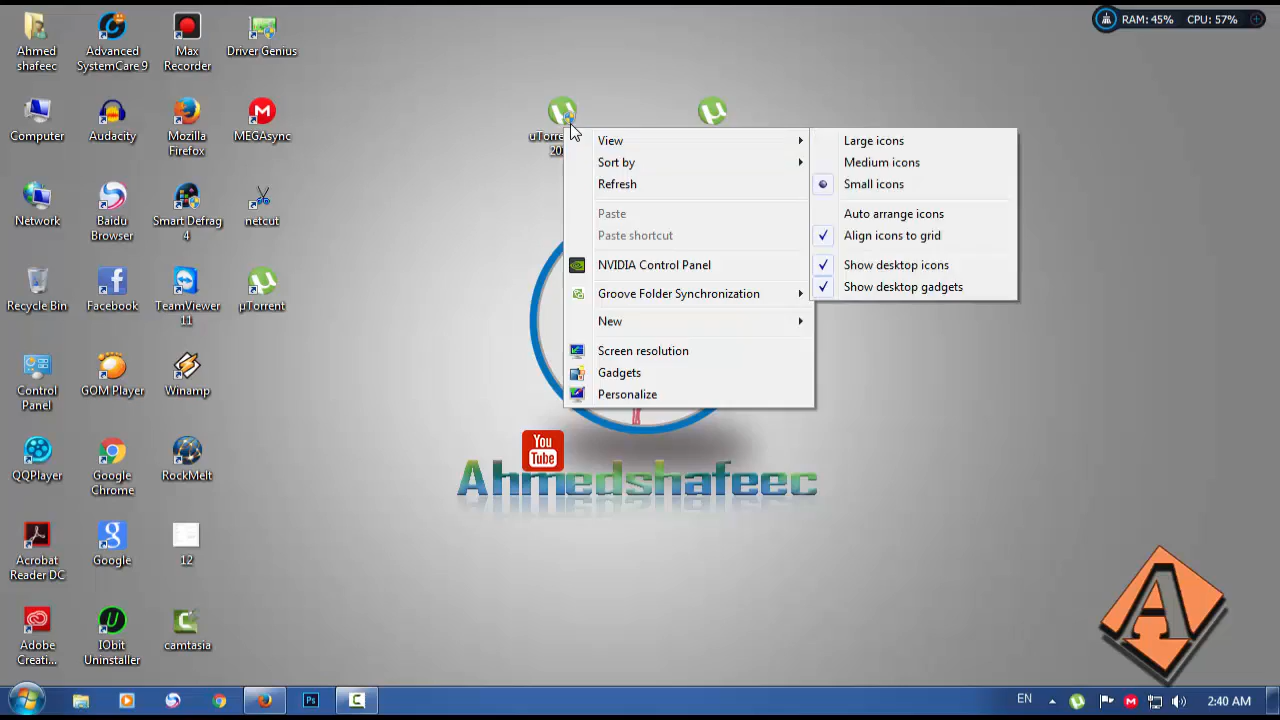 RAM: 45% CPU: 57%
Ahmed
shafeec
Advanced
SystemCare 9
Max
Recorder
Driver Genius
Computer
Audacity
Mozilla
Firefox
MEGAsync
Network
Baidu
Browser
Smart Defrag
4
netcut
Recycle Bin
Facebook
TeamViewer
11
µTorrent
Control
Panel
GOM Player
Winamp
QQPlayer
Google
Chrome
RockMelt
Acrobat
Reader DC
Google
12
Adobe
Creati...
IObit
Uninstaller
camtasia
View
Sort by
Refresh
Paste
Paste shortcut
NVIDIA Control Panel
Groove Folder Synchronization
New
Screen resolution
Gadgets
Personalize
Large icons
Medium icons
Small icons
Auto arrange icons
Align icons to grid
Show desktop icons
Show desktop gadgets
You
Tube
Ahmedshafeec
Ps
EN
2:40 AM